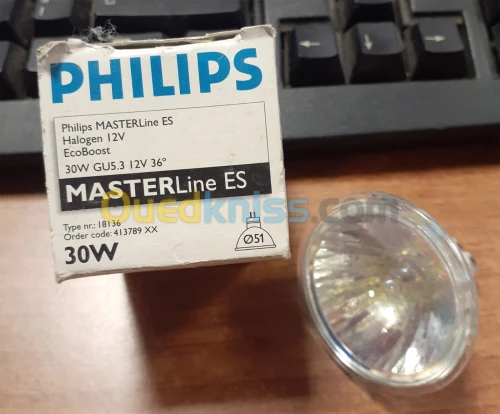 PHILIPS
Philips MASTERLine ES
Halogen 12V
EcoBoost
30W GU5.3 12V 36°
MASTERLine ES
Ouedkniss.com
Type nr.: 18136
Order code: 413789 XX
30W
Ø51